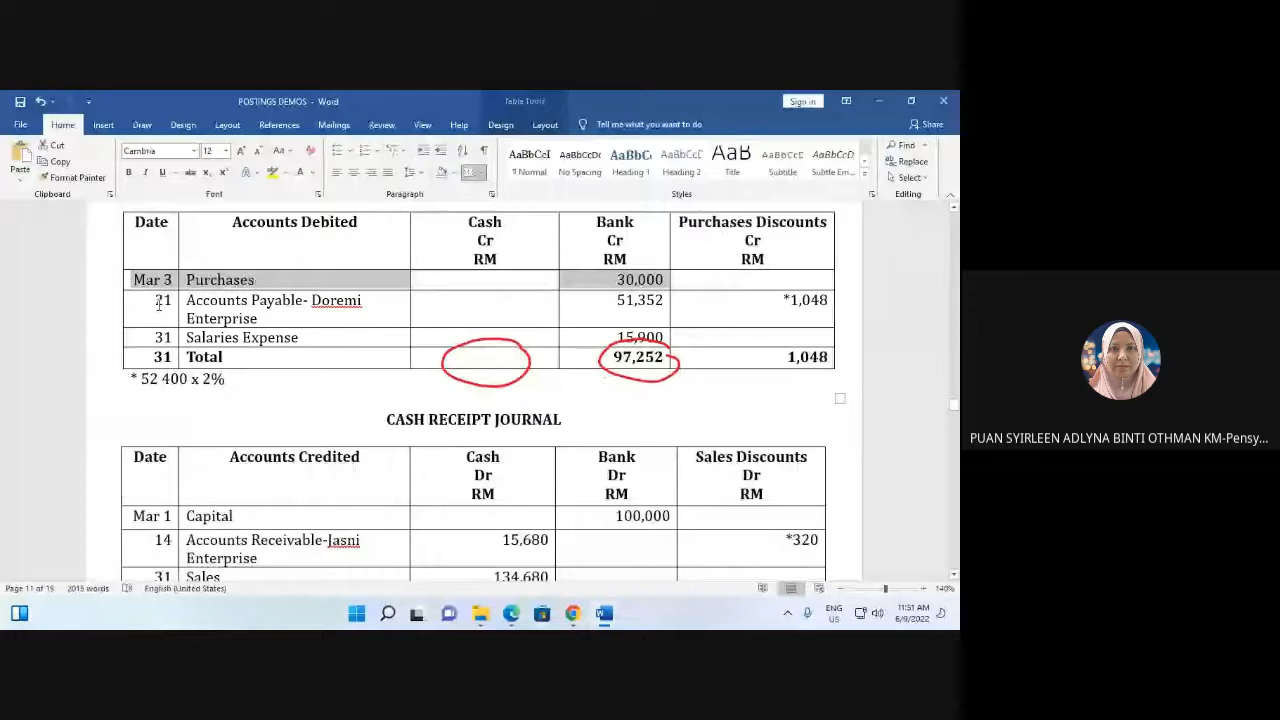 POSTINGS DEMOS - Word
Table Tools
Sign in
File Home Insert Draw Design Layout References Mailings Review View Help Design Layout Tell me what you want to do Share
Paste
Cut
Copy
Format Painter
Clipboard
Cambria 12
Font
Paragraph
AaBbCcI AaBbCcDc AaBbC AaBbCcI AaB AaBbCcD AaBbCcD
¶ Normal No Spacing Heading 1 Heading 2 Title Subtitle Subtle Em...
Styles
Find
Replace
Select
Editing
Date Accounts Debited Cash Bank Purchases Discounts
Cr Cr Cr
RM RM RM
Mar 3 Purchases 30,000
21 Accounts Payable- Doremi 51,352 *1,048
Enterprise
31 Salaries Expense 15,900
31 Total 97,252 1,048
* 52 400 x 2%
CASH RECEIPT JOURNAL
Date Accounts Credited Cash Bank Sales Discounts
Dr Dr Dr
RM RM RM
Mar 1 Capital 100,000
14 Accounts Receivable-Jasni 15,680 *320
Enterprise
31 Sales 134,680
Page 11 of 19 2015 words English (United States) 140%
ENG
US
11:51 AM
6/9/2022
PUAN SYIRLEEN ADLYNA BINTI OTHMAN KM-Pensy...